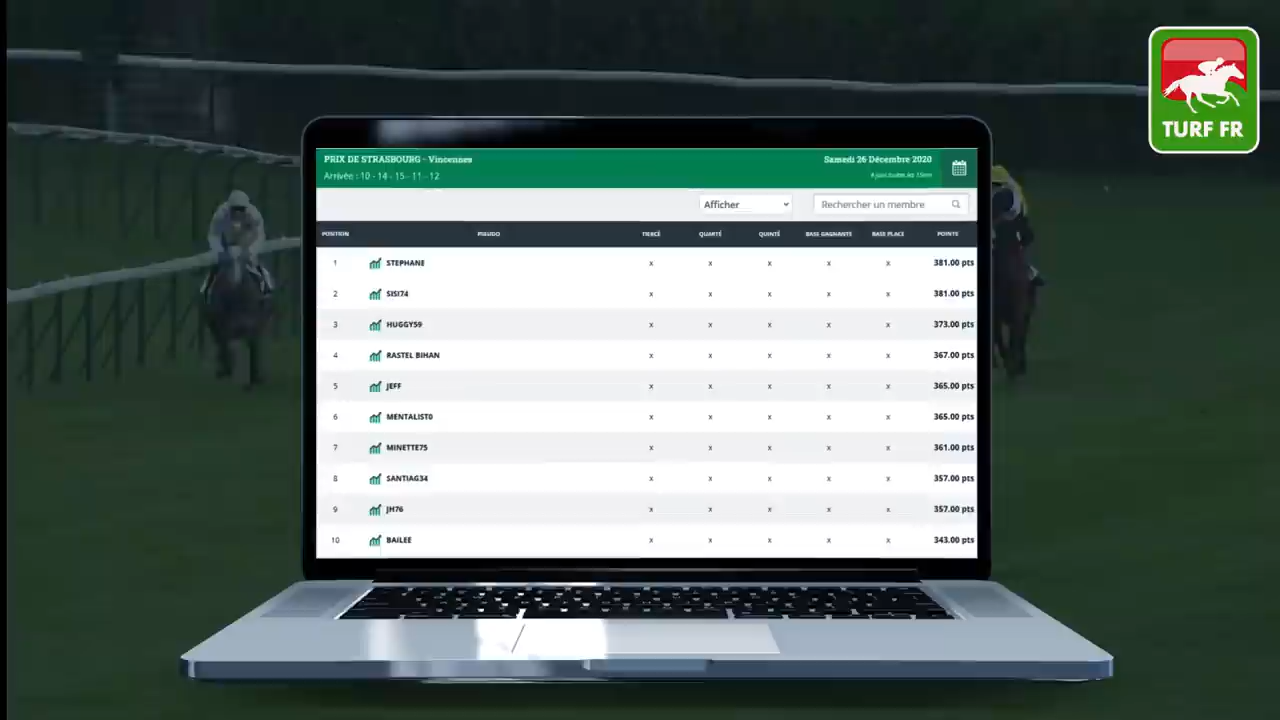 TURF FR
PRIX DE STRASBOURG - Vincennes
Samedi 26 Décembre 2020
Arrivée : 10 - 14 - 15 - 11 - 12
Afficher
Rechercher un membre
POSITION PSEUDO TIERCÉ QUARTÉ QUINTÉ BASE GAGNANTE BASE PLACE POINTS
1 STEPHANE x x x x x 381.00 pts
2 SISI74 x x x x x 381.00 pts
3 HUGGY59 x x x x x 373.00 pts
4 RASTEL BIHAN x x x x x 367.00 pts
5 JEFF x x x x x 365.00 pts
6 MENTALIST0 x x x x x 365.00 pts
7 MINETTE75 x x x x x 361.00 pts
8 SANTIAG34 x x x x x 357.00 pts
9 JH76 x x x x x 357.00 pts
10 BAILEE x x x x x 343.00 pts